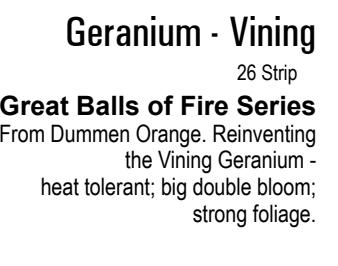 Geranium - Vining
26 Strip
Great Balls of Fire Series
From Dummen Orange. Reinventing
the Vining Geranium -
heat tolerant; big double bloom;
strong foliage.